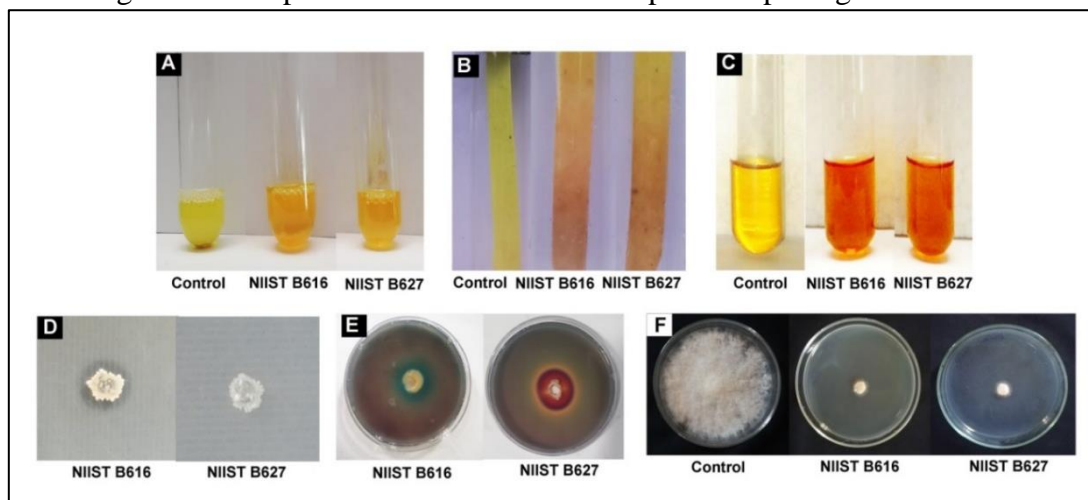 A
B
C
Control NIIST B616 NIIST B627
Control NIIST B616 NIIST B627
Control NIIST B616 NIIST B627
D
E
F
NIIST B616 NIIST B627
NIIST B616 NIIST B627
Control NIIST B616 NIIST B627